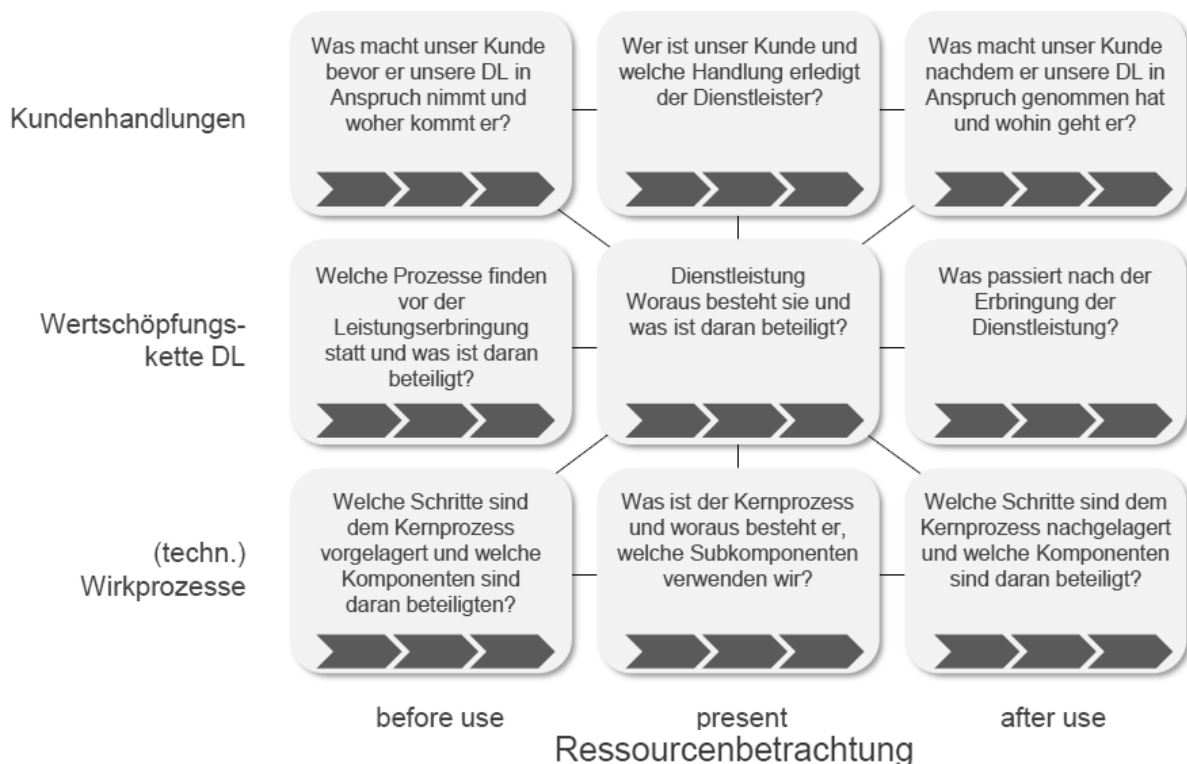 Kundenhandlungen
Was macht unser Kunde
bevor er unsere DL in
Anspruch nimmt und
woher kommt er?
Wer ist unser Kunde und
welche Handlung erledigt
der Dienstleister?
Was macht unser Kunde
nachdem er unsere DL in
Anspruch genommen hat
und wohin geht er?
Wertschöpfungs-
kette DL
Welche Prozesse finden
vor der
Leistungserbringung
statt und was ist daran
beteiligt?
Dienstleistung
Woraus besteht sie und
was ist daran beteiligt?
Was passiert nach der
Erbringung der
Dienstleistung?
(techn.)
Wirkprozesse
Welche Schritte sind
dem Kernprozess
vorgelagert und welche
Komponenten sind
daran beteiligten?
Was ist der Kernprozess
und woraus besteht er,
welche Subkomponenten
verwenden wir?
Welche Schritte sind dem
Kernprozess nachgelagert
und welche Komponenten
sind daran beteiligt?
before use
present
after use
Ressourcenbetrachtung